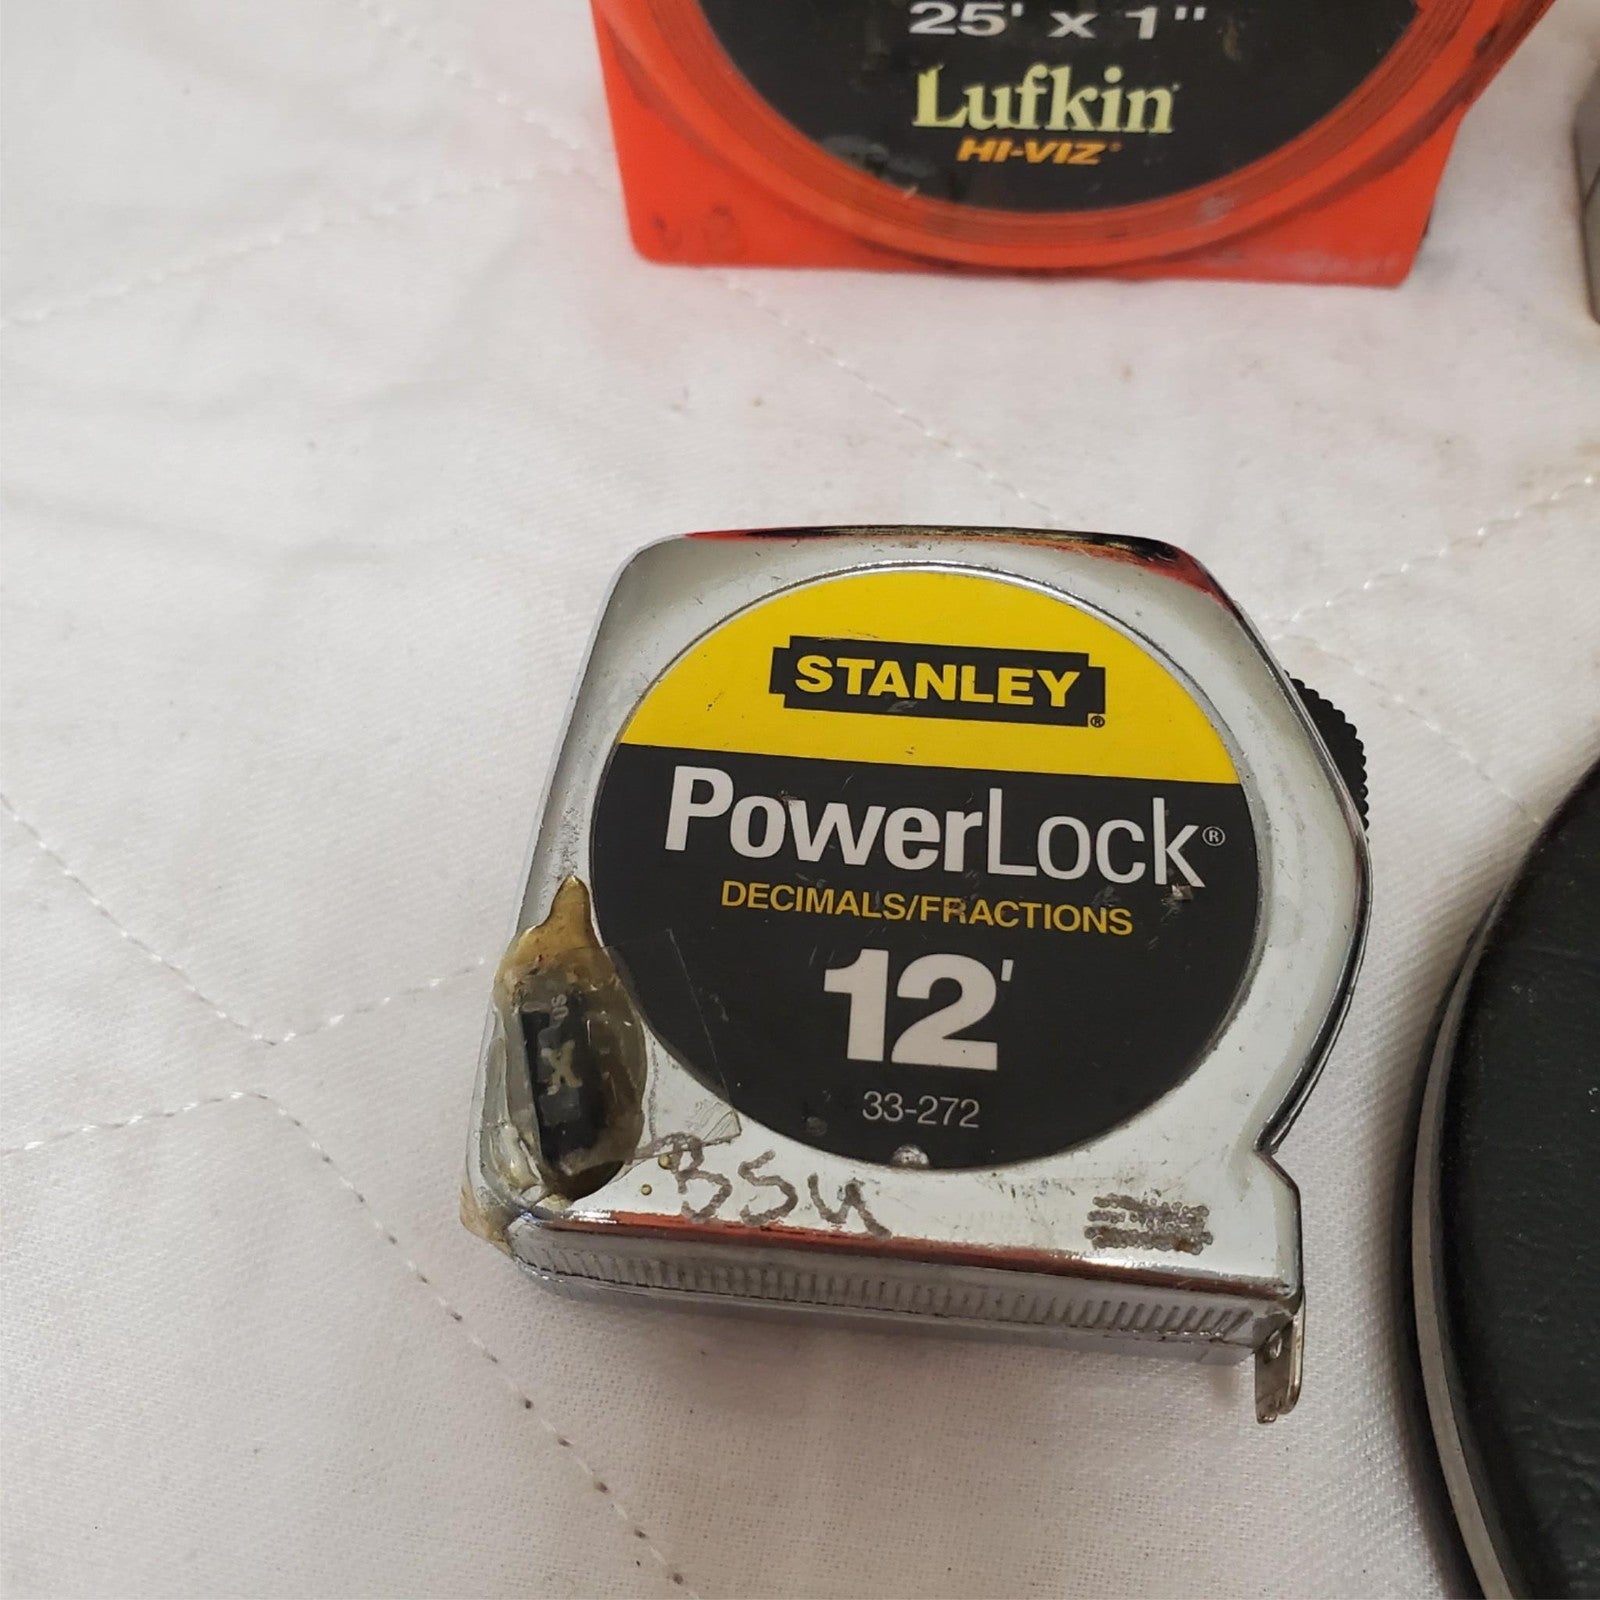 25' x 1"
Lufkin
HI-VIZ®
STANLEY®
PowerLock®
DECIMALS/FRACTIONS
12'
33-272
BSU